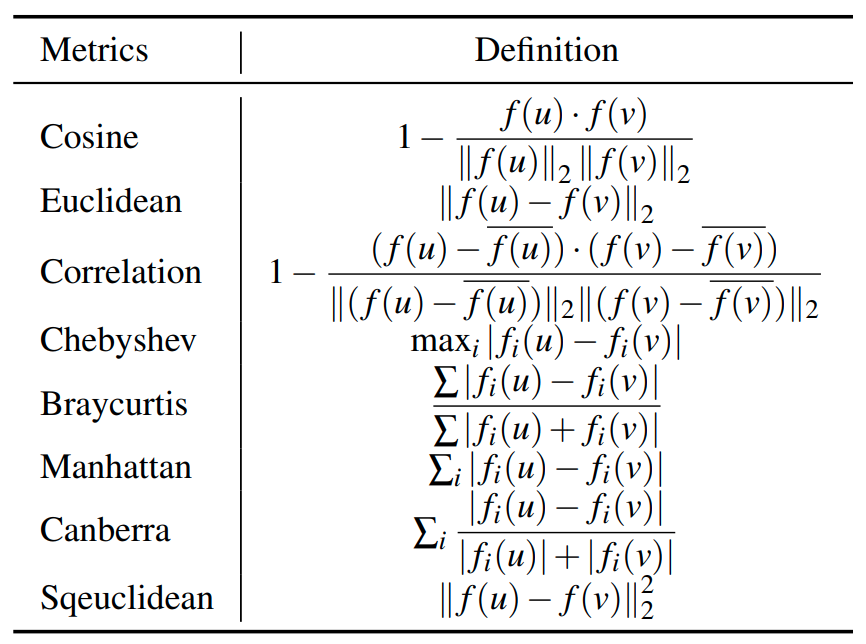 Metrics Definition
Cosine $1 - \frac{f(u) \cdot f(v)}{\|f(u)\|_2 \|f(v)\|_2}$
Euclidean $\|f(u) - f(v)\|_2$
Correlation $1 - \frac{(f(u) - \overline{f(u)}) \cdot (f(v) - \overline{f(v)})}{\|(f(u) - \overline{f(u)})\|_2 \|(f(v) - \overline{f(v)})\|_2}$
Chebyshev $\max_i |f_i(u) - f_i(v)|$
Braycurtis $\frac{\sum |f_i(u) - f_i(v)|}{\sum |f_i(u) + f_i(v)|}$
Manhattan $\sum_i |f_i(u) - f_i(v)|$
Canberra $\sum_i \frac{|f_i(u) - f_i(v)|}{|f_i(u)| + |f_i(v)|}$
Sqeuclidean $\|f(u) - f(v)\|_2^2$